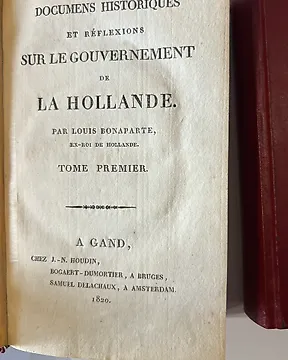 DOCUMENS HISTORIQUES
ET RÉFLEXIONS
SUR LE GOUVERNEMENT
DE
LA HOLLANDE.
PAR LOUIS BONAPARTE,
EX-ROI DE HOLLANDE.
TOME PREMIER.
A GAND,
CHEZ J.-N. HOUDIN,
BOGAERT-DUMORTIER, A BRUGES,
SAMUEL DELACHAUX, A AMSTERDAM.
1820.